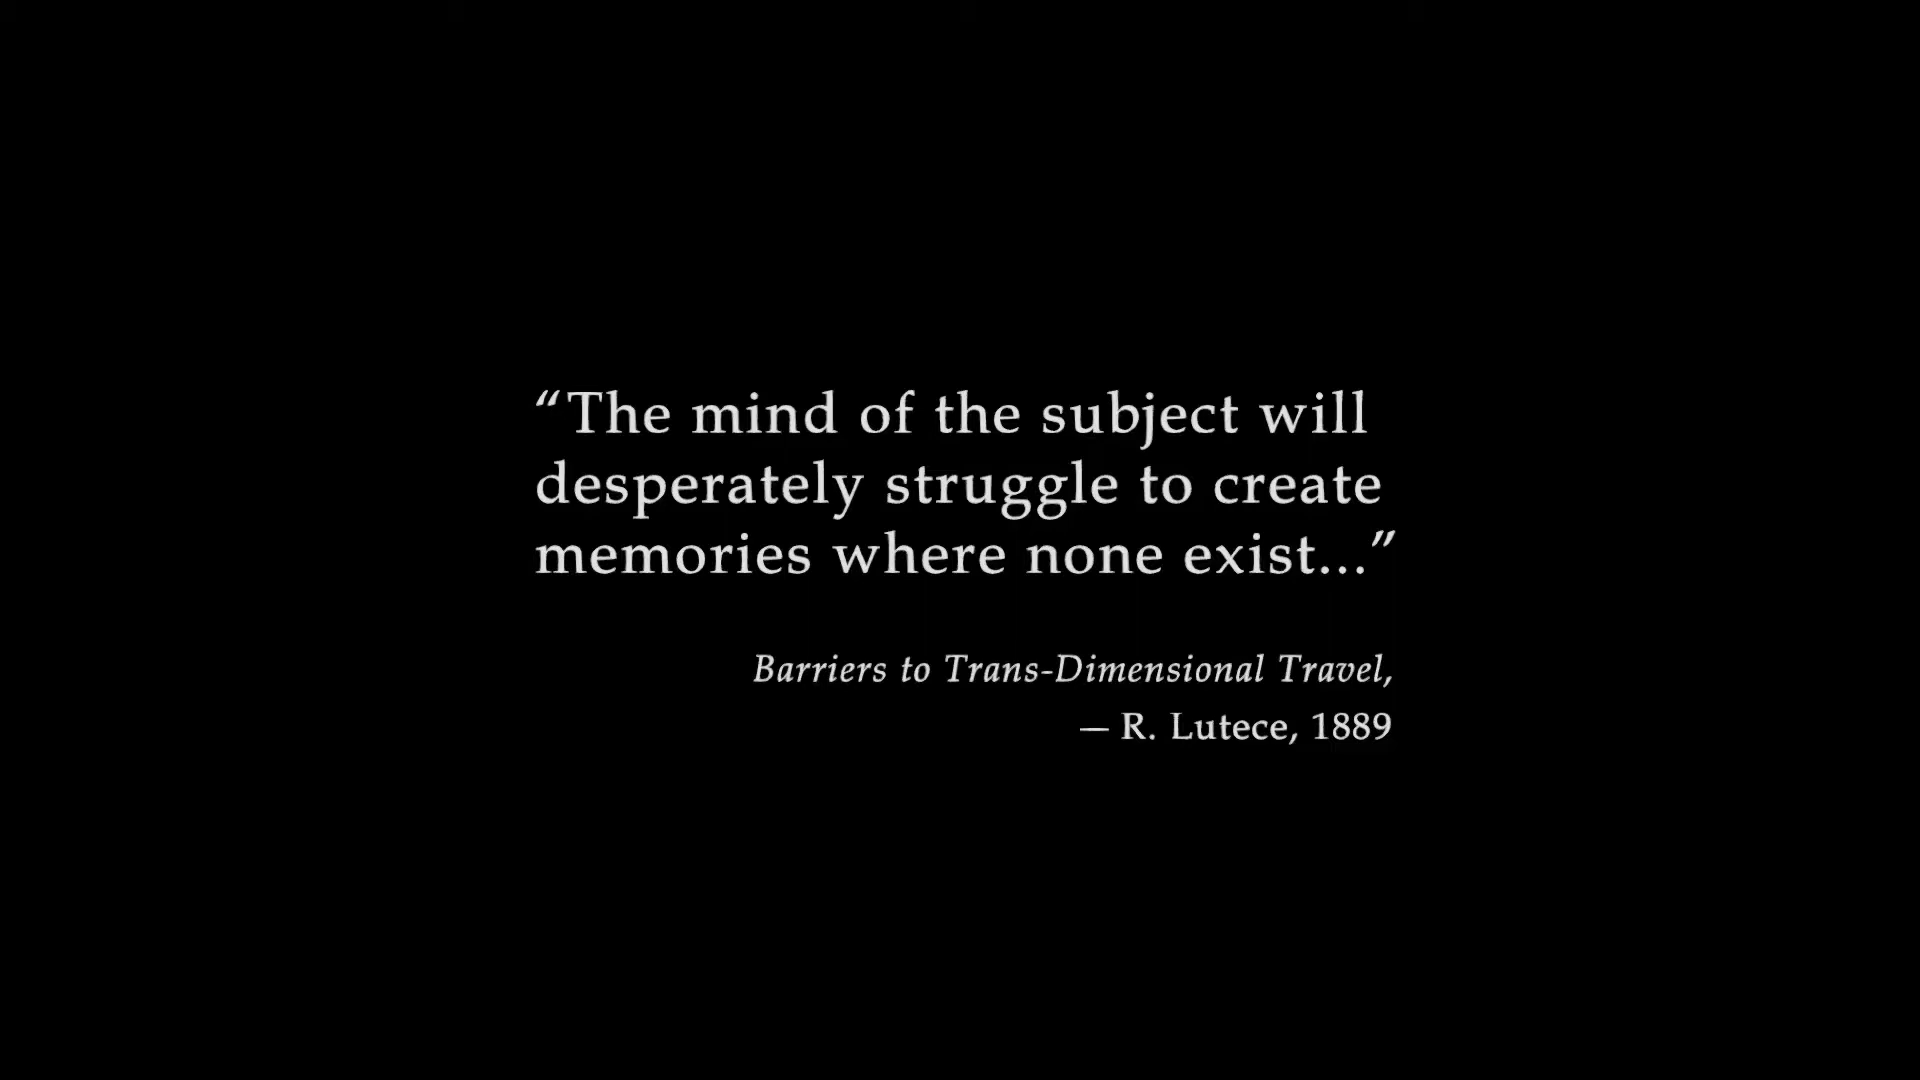 “The mind of the subject will
desperately struggle to create
memories where none exist...”
Barriers to Trans-Dimensional Travel,
— R. Lutece, 1889